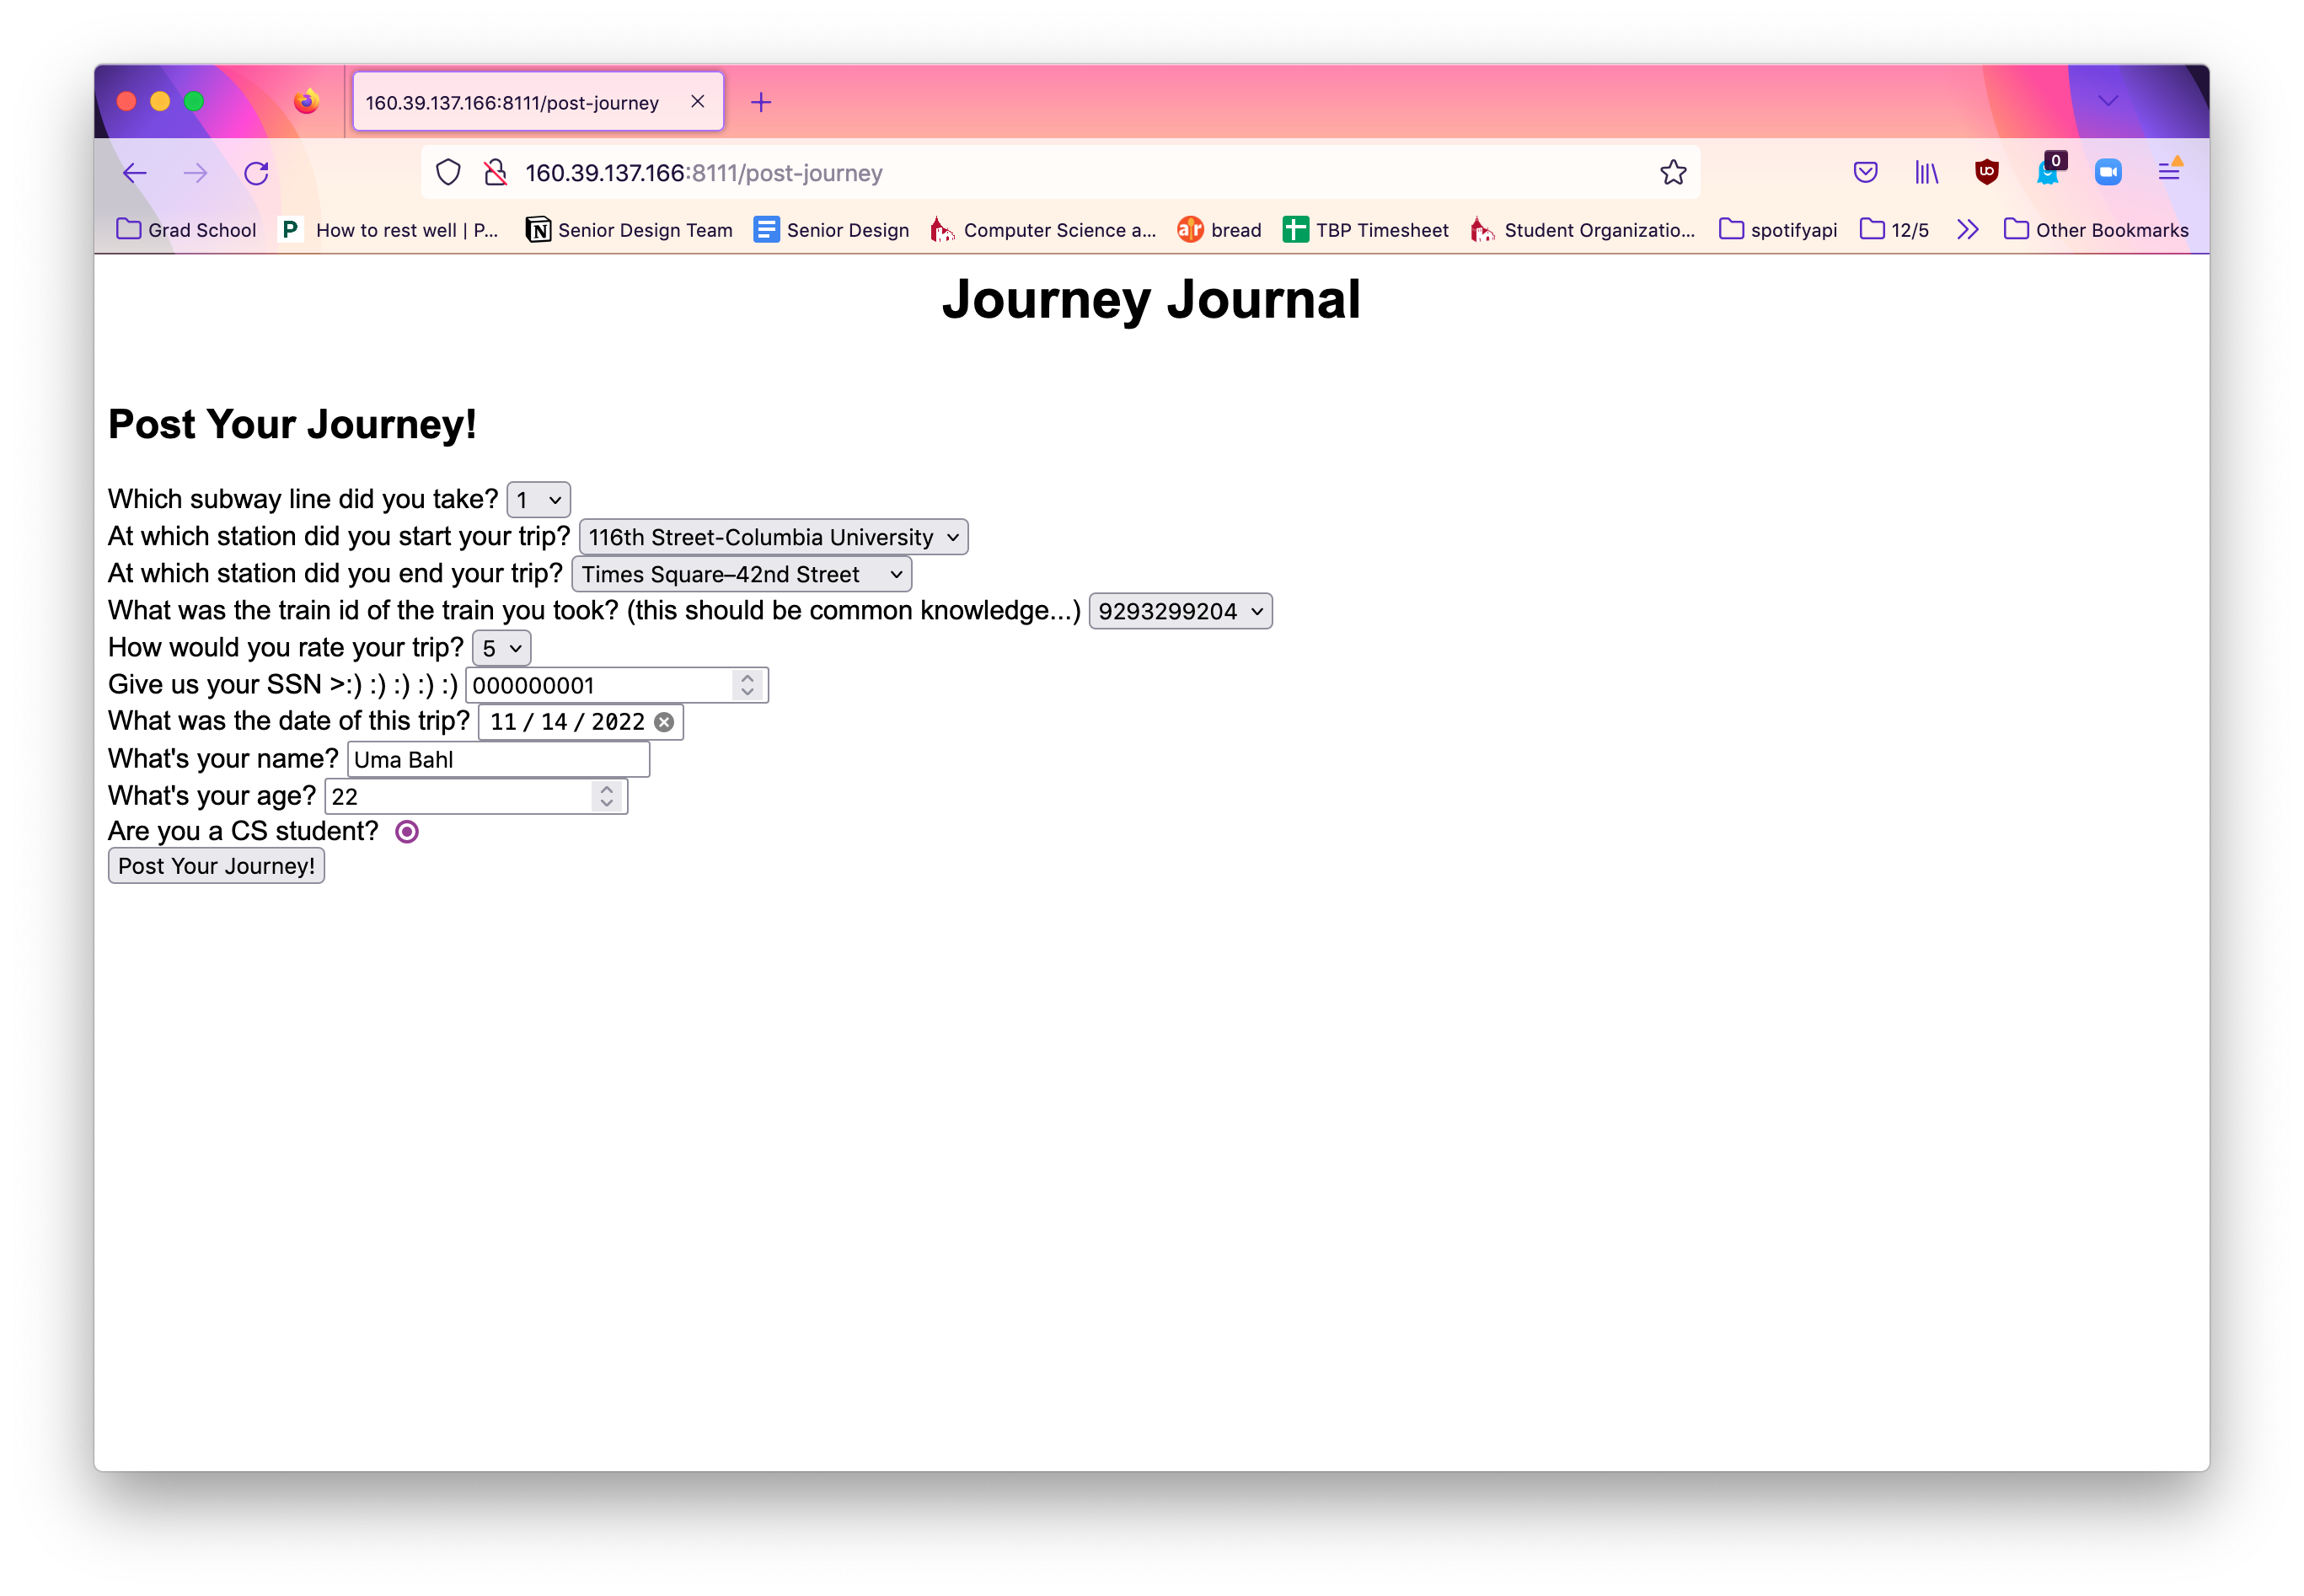 160.39.137.166:8111/post-journey
160.39.137.166:8111/post-journey
0
Grad School P How to rest well | P... N Senior Design Team Senior Design Computer Science a... ar bread TBP Timesheet Student Organizatio... spotifyapi 12/5 Other Bookmarks
Journey Journal
Post Your Journey!
Which subway line did you take? 1
At which station did you start your trip? 116th Street-Columbia University
At which station did you end your trip? Times Square–42nd Street
What was the train id of the train you took? (this should be common knowledge...) 9293299204
How would you rate your trip? 5
Give us your SSN >:) :) :) :) :) 000000001
What was the date of this trip? 11 / 14 / 2022
What's your name? Uma Bahl
What's your age? 22
Are you a CS student?
Post Your Journey!